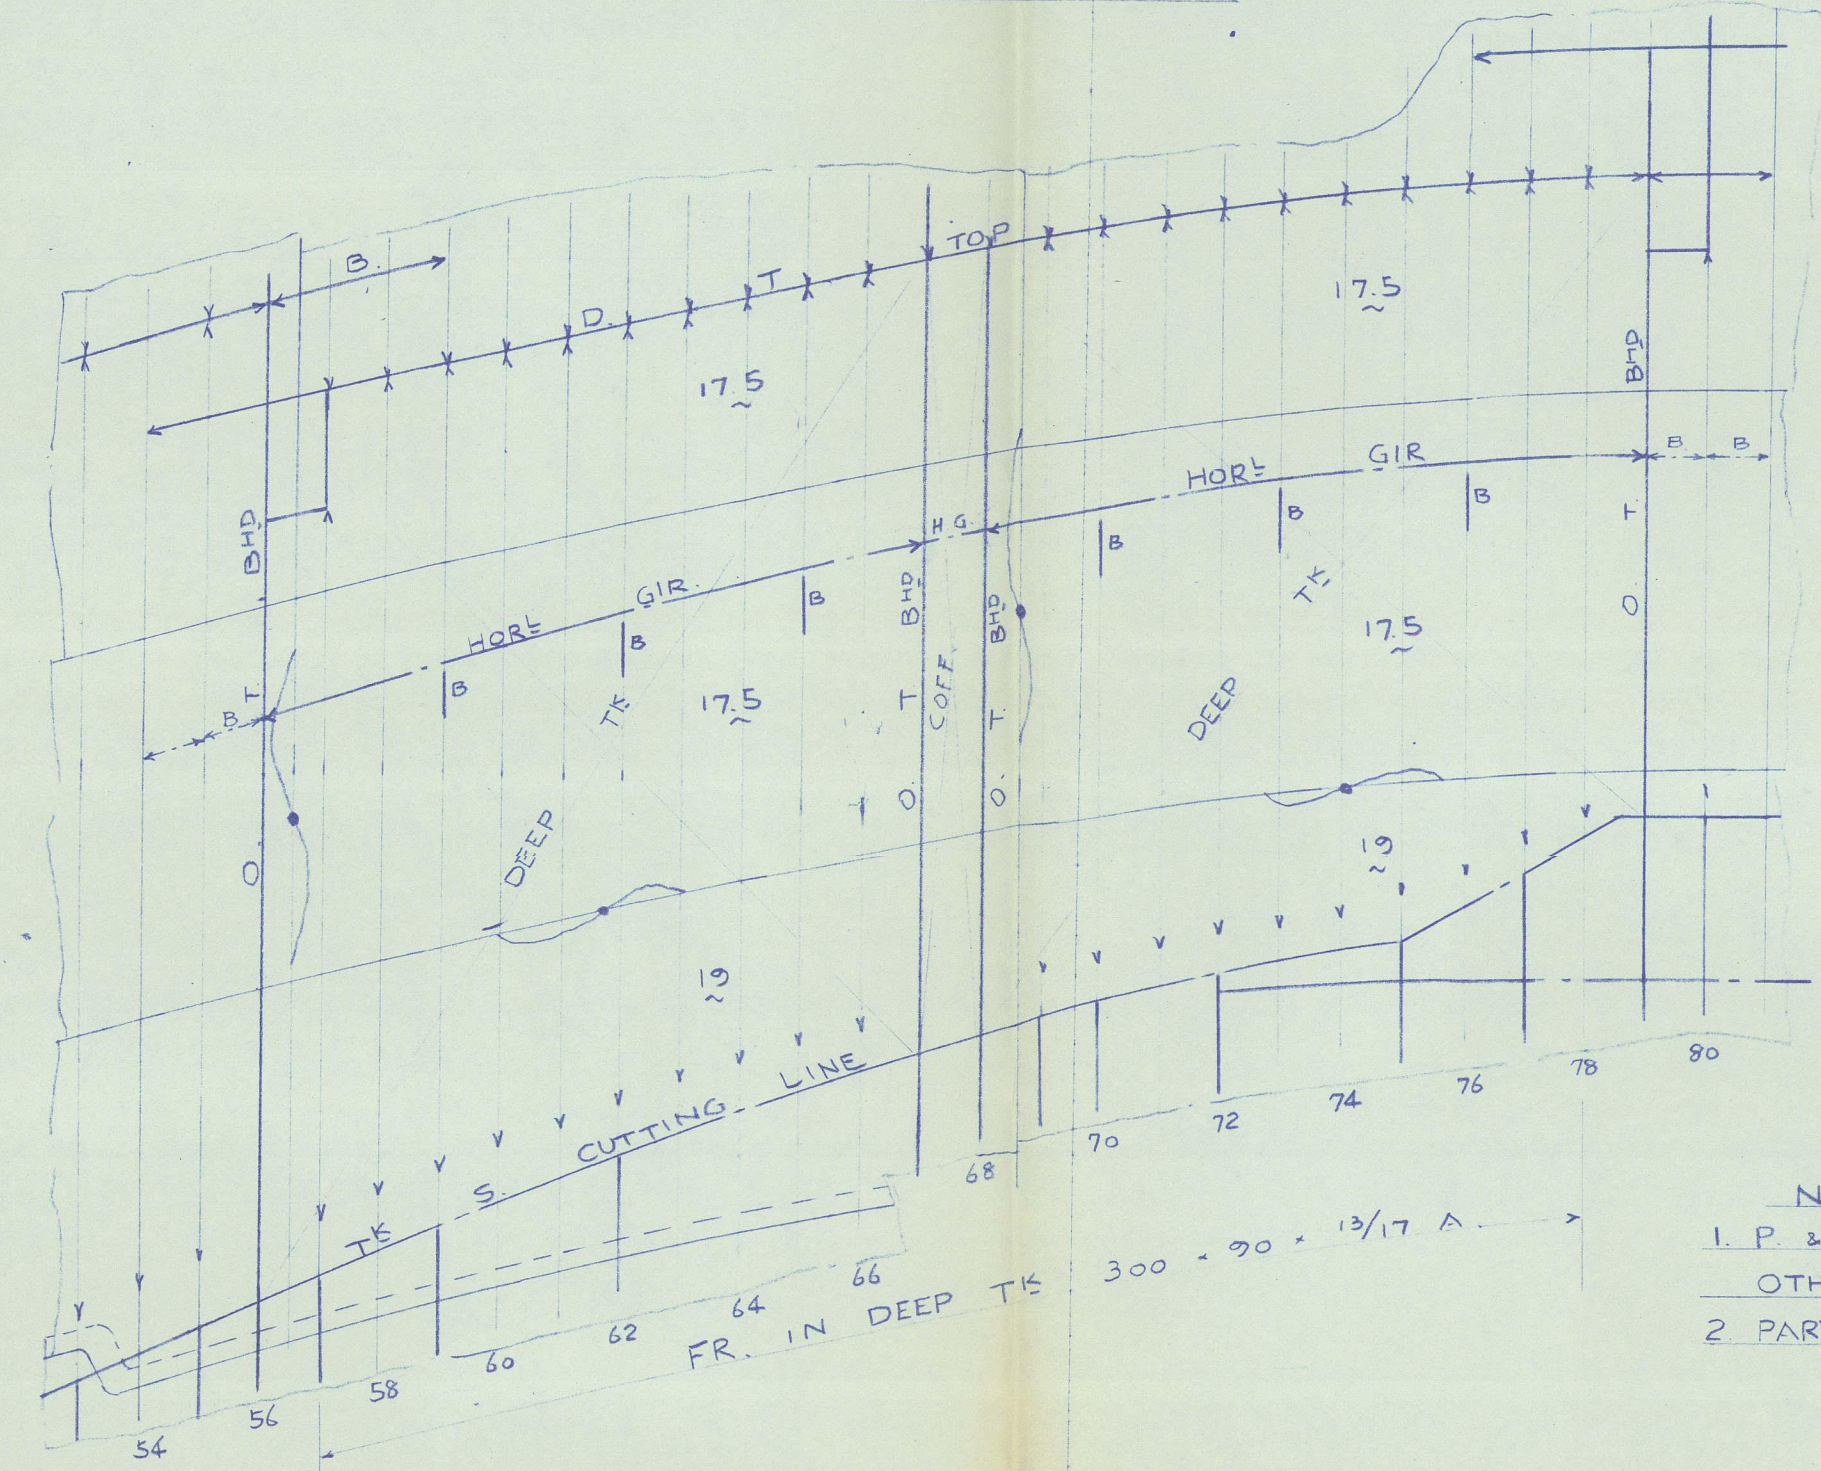 B.
D. T. TOP
17.5
17.5
BHD
BHD
HORL GIR.
H G.
HORL GIR
B B
B
B
B
B
B
B
B
T
O.
BHD
T
O.
COFF
BHD
T.
O.
T.
O
DEEP TK
17.5
DEEP TK
17.5
19
19
TK S. CUTTING LINE
54
56
58
60
62
64
66
68
70
72
74
76
78
80
FR. IN DEEP TK 300 × 90 × 13/17 A.
N
1. P. &
OTH
2 PAR